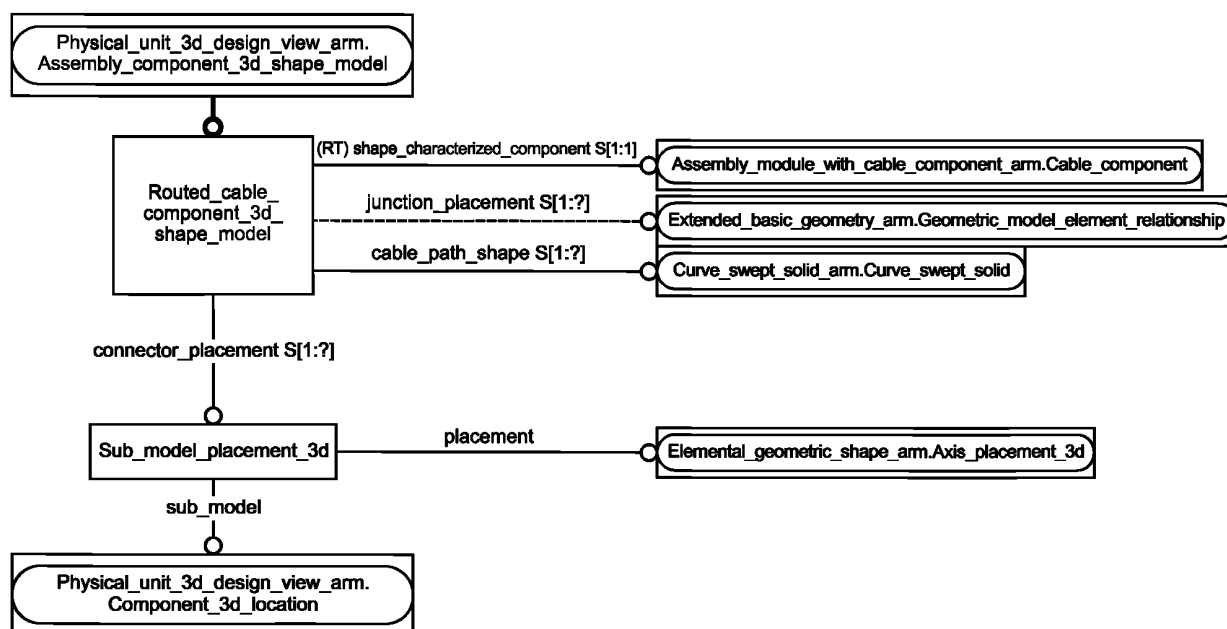 Physical_unit_3d_design_view_arm.
Assembly_component_3d_shape_model
(RT) shape_characterized_component S[1:1]
Assembly_module_with_cable_component_arm.Cable_component
Routed_cable_
component_3d_
shape_model
junction_placement S[1:?]
Extended_basic_geometry_arm.Geometric_model_element_relationship
cable_path_shape S[1:?]
Curve_swept_solid_arm.Curve_swept_solid
connector_placement S[1:?]
Sub_model_placement_3d
placement
Elemental_geometric_shape_arm.Axis_placement_3d
sub_model
Physical_unit_3d_design_view_arm.
Component_3d_location